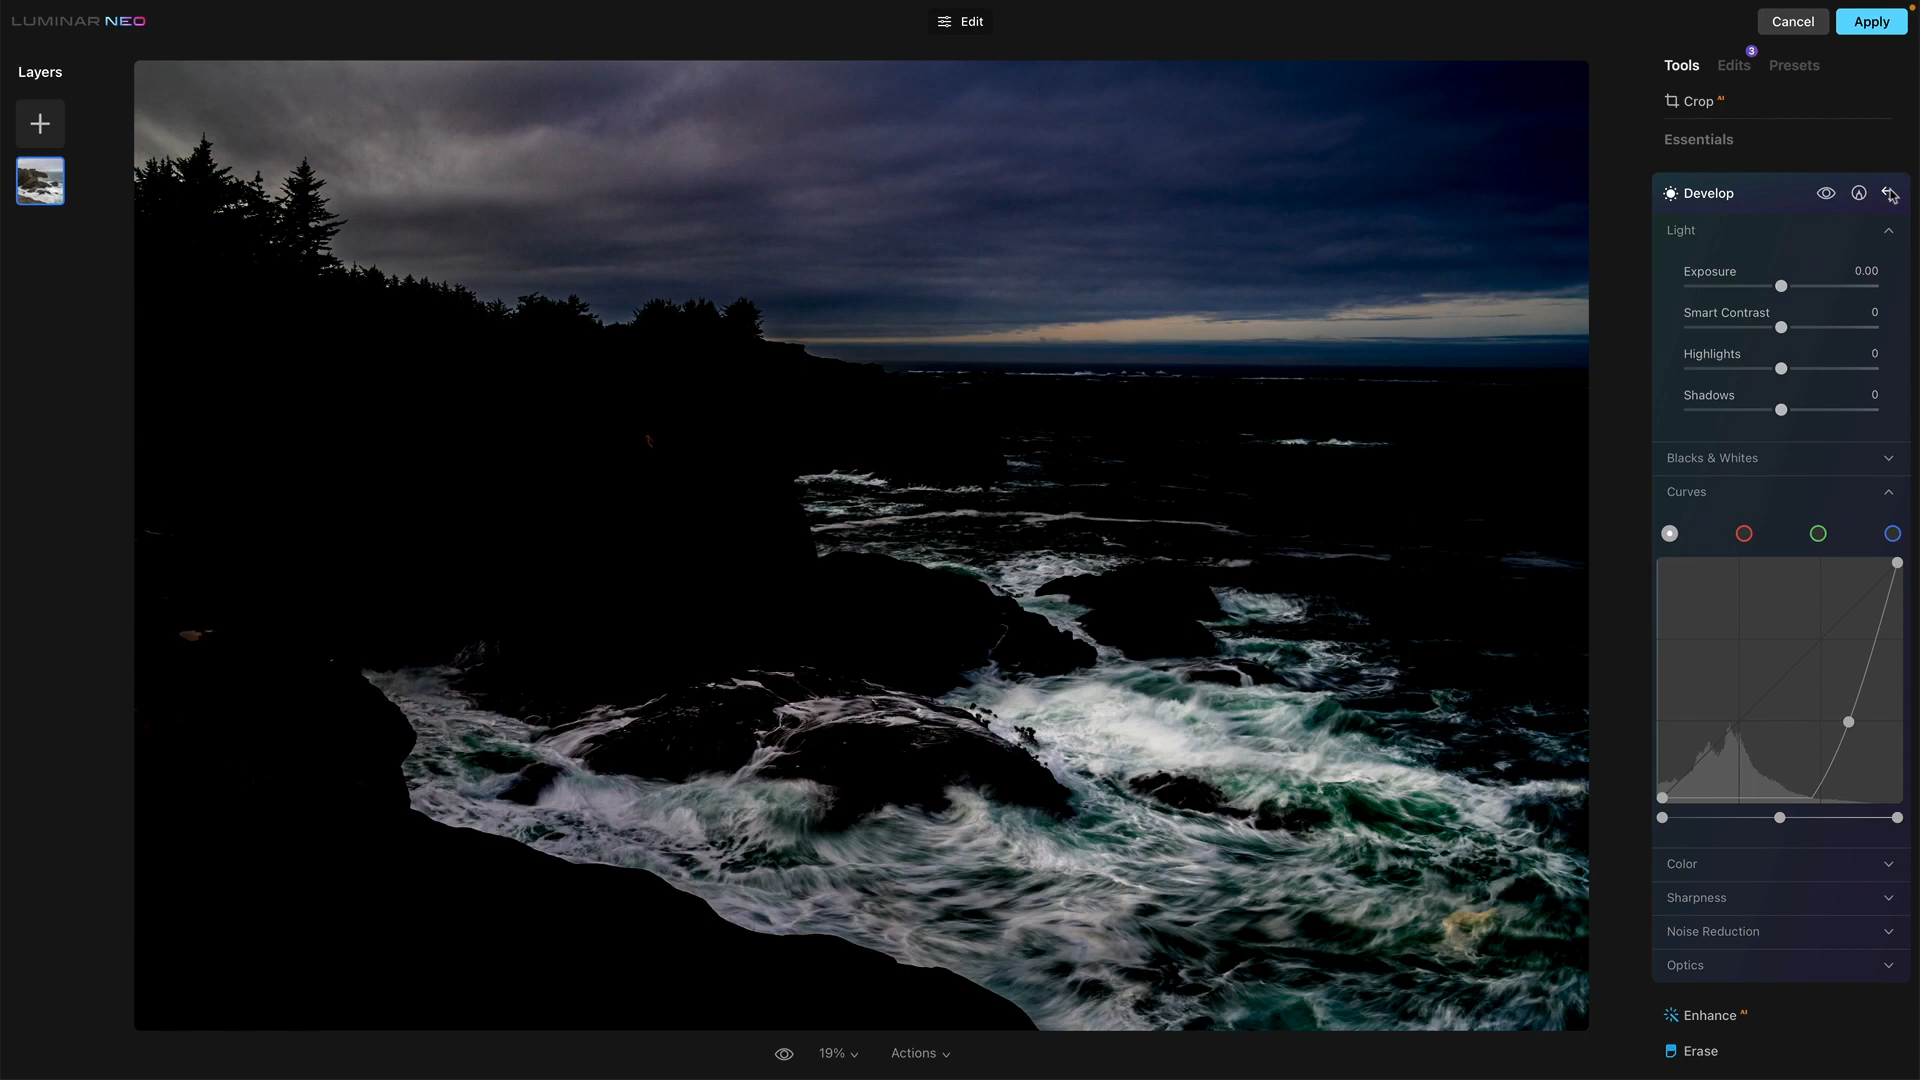 LUMINAR NEO
Edit
Cancel
Apply
Layers
Tools
Edits
3
Presets
Crop AI
Essentials
Develop
Light
Exposure 0.00
Smart Contrast 0
Highlights 0
Shadows 0
Blacks & Whites
Curves
Color
Sharpness
Noise Reduction
Optics
Enhance AI
Erase
19%
Actions